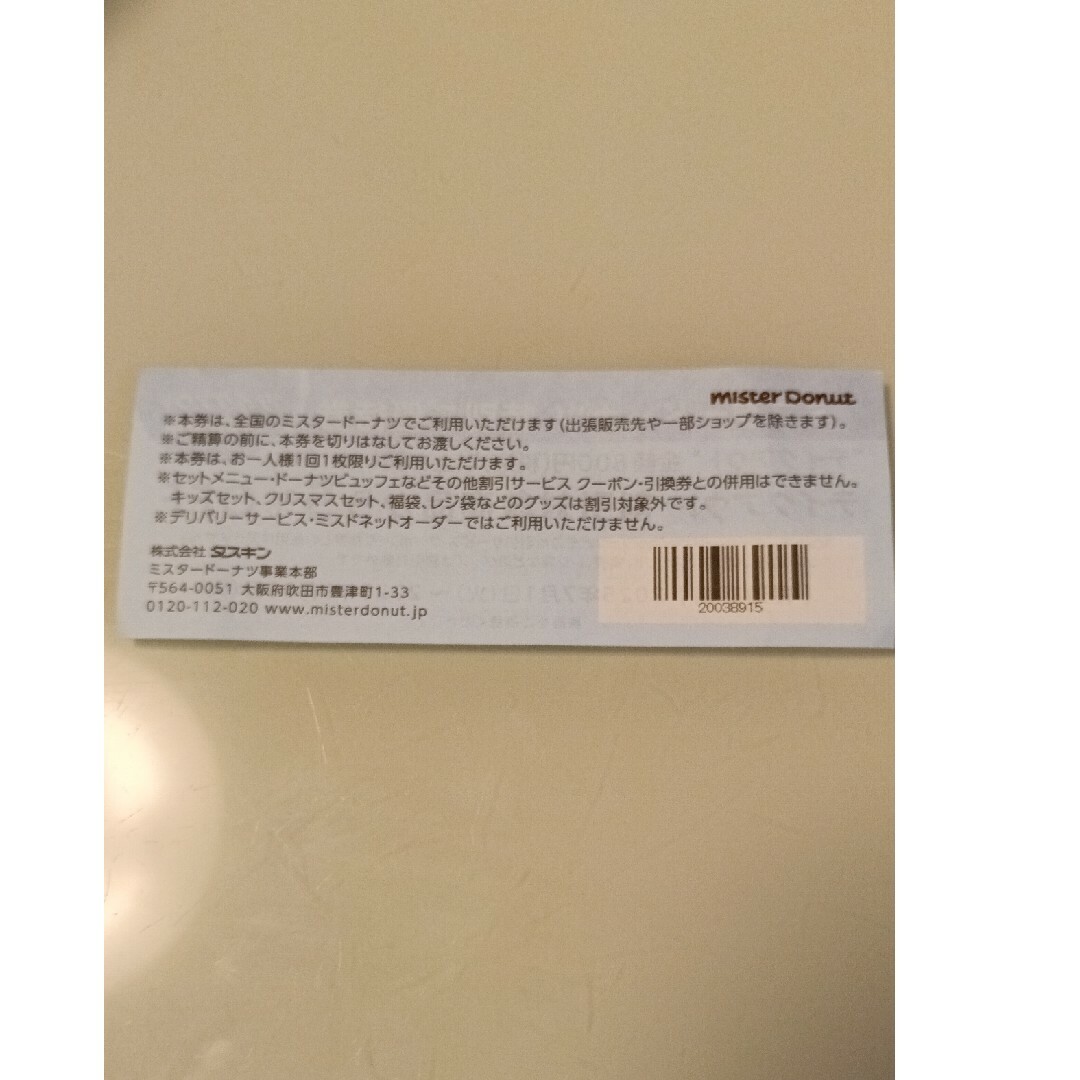 mister Donut
※本券は、全国のミスタードーナツでご利用いただけます(出張販売先や一部ショップを除きます)。
※ご精算の前に、本券を切りはなしてお渡しください。
※本券は、お一人様1回1枚限りご利用いただけます。
※セットメニュー・ドーナツビュッフェなどその他割引サービス クーポン・引換券との併用はできません。
キッズセット、クリスマスセット、福袋、レジ袋などのグッズは割引対象外です。
※デリバリーサービス・ミスドネットオーダーではご利用いただけません。
株式会社 ダスキン
ミスタードーナツ事業本部
〒564-0051 大阪府吹田市豊津町1-33
0120-112-020 www.misterdonut.jp
20038915